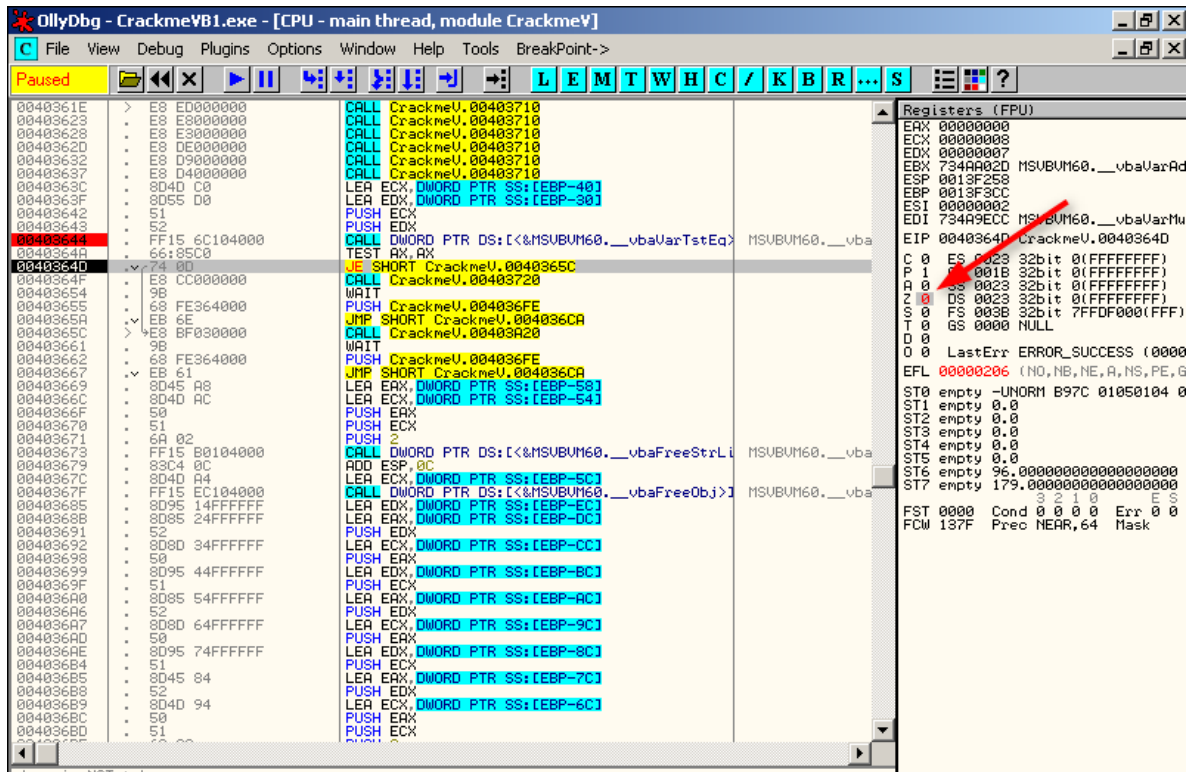 OllyDbg - CrackmeVB1.exe - [CPU - main thread, module CrackmeV]
C File View Debug Plugins Options Window Help Tools BreakPoint->
Paused L E M T W H C / K B R ... S ?
0040361E > E8 ED000000 CALL CrackmeV.00403710
00403623 . E8 E8000000 CALL CrackmeV.00403710
00403628 . E8 E3000000 CALL CrackmeV.00403710
0040362D . E8 DE000000 CALL CrackmeV.00403710
00403632 . E8 D9000000 CALL CrackmeV.00403710
00403637 . E8 D4000000 CALL CrackmeV.00403710
0040363C . 8D4D C0 LEA ECX,DWORD PTR SS:[EBP-40]
0040363F . 8D55 D0 LEA EDX,DWORD PTR SS:[EBP-30]
00403642 . 51 PUSH ECX
00403643 . 52 PUSH EDX
00403644 . FF15 6C104000 CALL DWORD PTR DS:[<&MSVBVM60.__vbaVarTstEq> MSVBVM60.__vba
0040364A . 66:85C0 TEST AX,AX
0040364D .v 74 0D JE SHORT CrackmeV.0040365C
0040364F . E8 CC000000 CALL CrackmeV.00403720
00403654 . 9B WAIT
00403655 . 68 FE364000 PUSH CrackmeV.004036FE
0040365A .v EB 6E JMP SHORT CrackmeV.004036CA
0040365C > E8 BF030000 CALL CrackmeV.00403A20
00403661 . 9B WAIT
00403662 . 68 FE364000 PUSH CrackmeV.004036FE
00403667 .v EB 61 JMP SHORT CrackmeV.004036CA
00403669 . 8D45 A8 LEA EAX,DWORD PTR SS:[EBP-58]
0040366C . 8D4D AC LEA ECX,DWORD PTR SS:[EBP-54]
0040366F . 50 PUSH EAX
00403670 . 51 PUSH ECX
00403671 . 6A 02 PUSH 2
00403673 . FF15 B0104000 CALL DWORD PTR DS:[<&MSVBVM60.__vbaFreeStrLi MSVBVM60.__vba
00403679 . 83C4 0C ADD ESP,0C
0040367C . 8D4D A4 LEA ECX,DWORD PTR SS:[EBP-5C]
0040367F . FF15 EC104000 CALL DWORD PTR DS:[<&MSVBVM60.__vbaFreeObj>] MSVBVM60.__vba
00403685 . 8D95 14FFFFFF LEA EDX,DWORD PTR SS:[EBP-EC]
0040368B . 8D85 24FFFFFF LEA EAX,DWORD PTR SS:[EBP-DC]
00403691 . 52 PUSH EDX
00403692 . 8D8D 34FFFFFF LEA ECX,DWORD PTR SS:[EBP-CC]
00403698 . 50 PUSH EAX
00403699 . 8D95 44FFFFFF LEA EDX,DWORD PTR SS:[EBP-BC]
0040369F . 51 PUSH ECX
004036A0 . 8D85 54FFFFFF LEA EAX,DWORD PTR SS:[EBP-AC]
004036A6 . 52 PUSH EDX
004036A7 . 8D8D 64FFFFFF LEA ECX,DWORD PTR SS:[EBP-9C]
004036AD . 50 PUSH EAX
004036AE . 8D95 74FFFFFF LEA EDX,DWORD PTR SS:[EBP-8C]
004036B4 . 51 PUSH ECX
004036B5 . 8D45 84 LEA EAX,DWORD PTR SS:[EBP-7C]
004036B8 . 52 PUSH EDX
004036B9 . 8D4D 94 LEA ECX,DWORD PTR SS:[EBP-6C]
004036BC . 50 PUSH EAX
004036BD . 51 PUSH ECX
Registers (FPU)
EAX 00000000
ECX 00000008
EDX 00000007
EBX 734AA02D MSVBVM60.__vbaVarAd
ESP 0013F258
EBP 0013F3CC
ESI 00000002
EDI 734A9ECC MSVBVM60.__vbaVarMu
EIP 0040364D CrackmeV.0040364D
C 0 ES 0023 32bit 0(FFFFFFFF)
P 1 001B 32bit 0(FFFFFFFF)
A 0 SS 0023 32bit 0(FFFFFFFF)
Z 0 DS 0023 32bit 0(FFFFFFFF)
S 0 FS 003B 32bit 7FFDF000(FFF)
T 0 GS 0000 NULL
D 0
O 0 LastErr ERROR_SUCCESS (0000
EFL 00000206 (NO,NB,NE,A,NS,PE,G
ST0 empty -UNORM B97C 01050104 0
ST1 empty 0.0
ST2 empty 0.0
ST3 empty 0.0
ST4 empty 0.0
ST5 empty 0.0
ST6 empty 96.000000000000000000
ST7 empty 179.00000000000000000
3 2 1 0 E S
FST 0000 Cond 0 0 0 0 Err 0 0
FCW 137F Prec NEAR,64 Mask